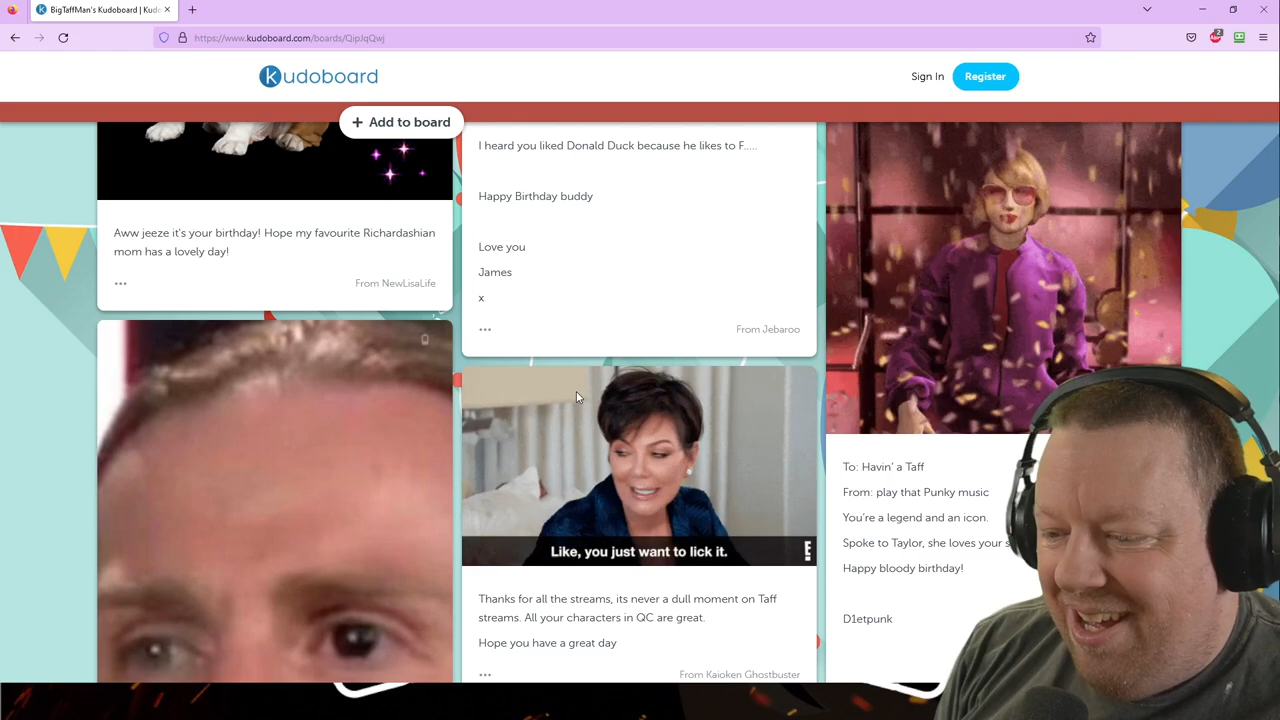 BigTaffMan's Kudoboard | Kudo
https://www.kudoboard.com/boards/QipJqQwj
2
kudoboard
Sign In
Register
+ Add to board
Aww jeeze it's your birthday! Hope my favourite Richardashian
mom has a lovely day!
From NewLisaLife
I heard you liked Donald Duck because he likes to F.....
Happy Birthday buddy
Love you
James
x
From Jebaroo
Like, you just want to lick it.
E
Thanks for all the streams, its never a dull moment on Taff
streams. All your characters in QC are great.
Hope you have a great day
From Kaioken Ghostbuster
To: Havin' a Taff
From: play that Punky music
You're a legend and an icon.
Spoke to Taylor, she loves your s
Happy bloody birthday!
D1etpunk